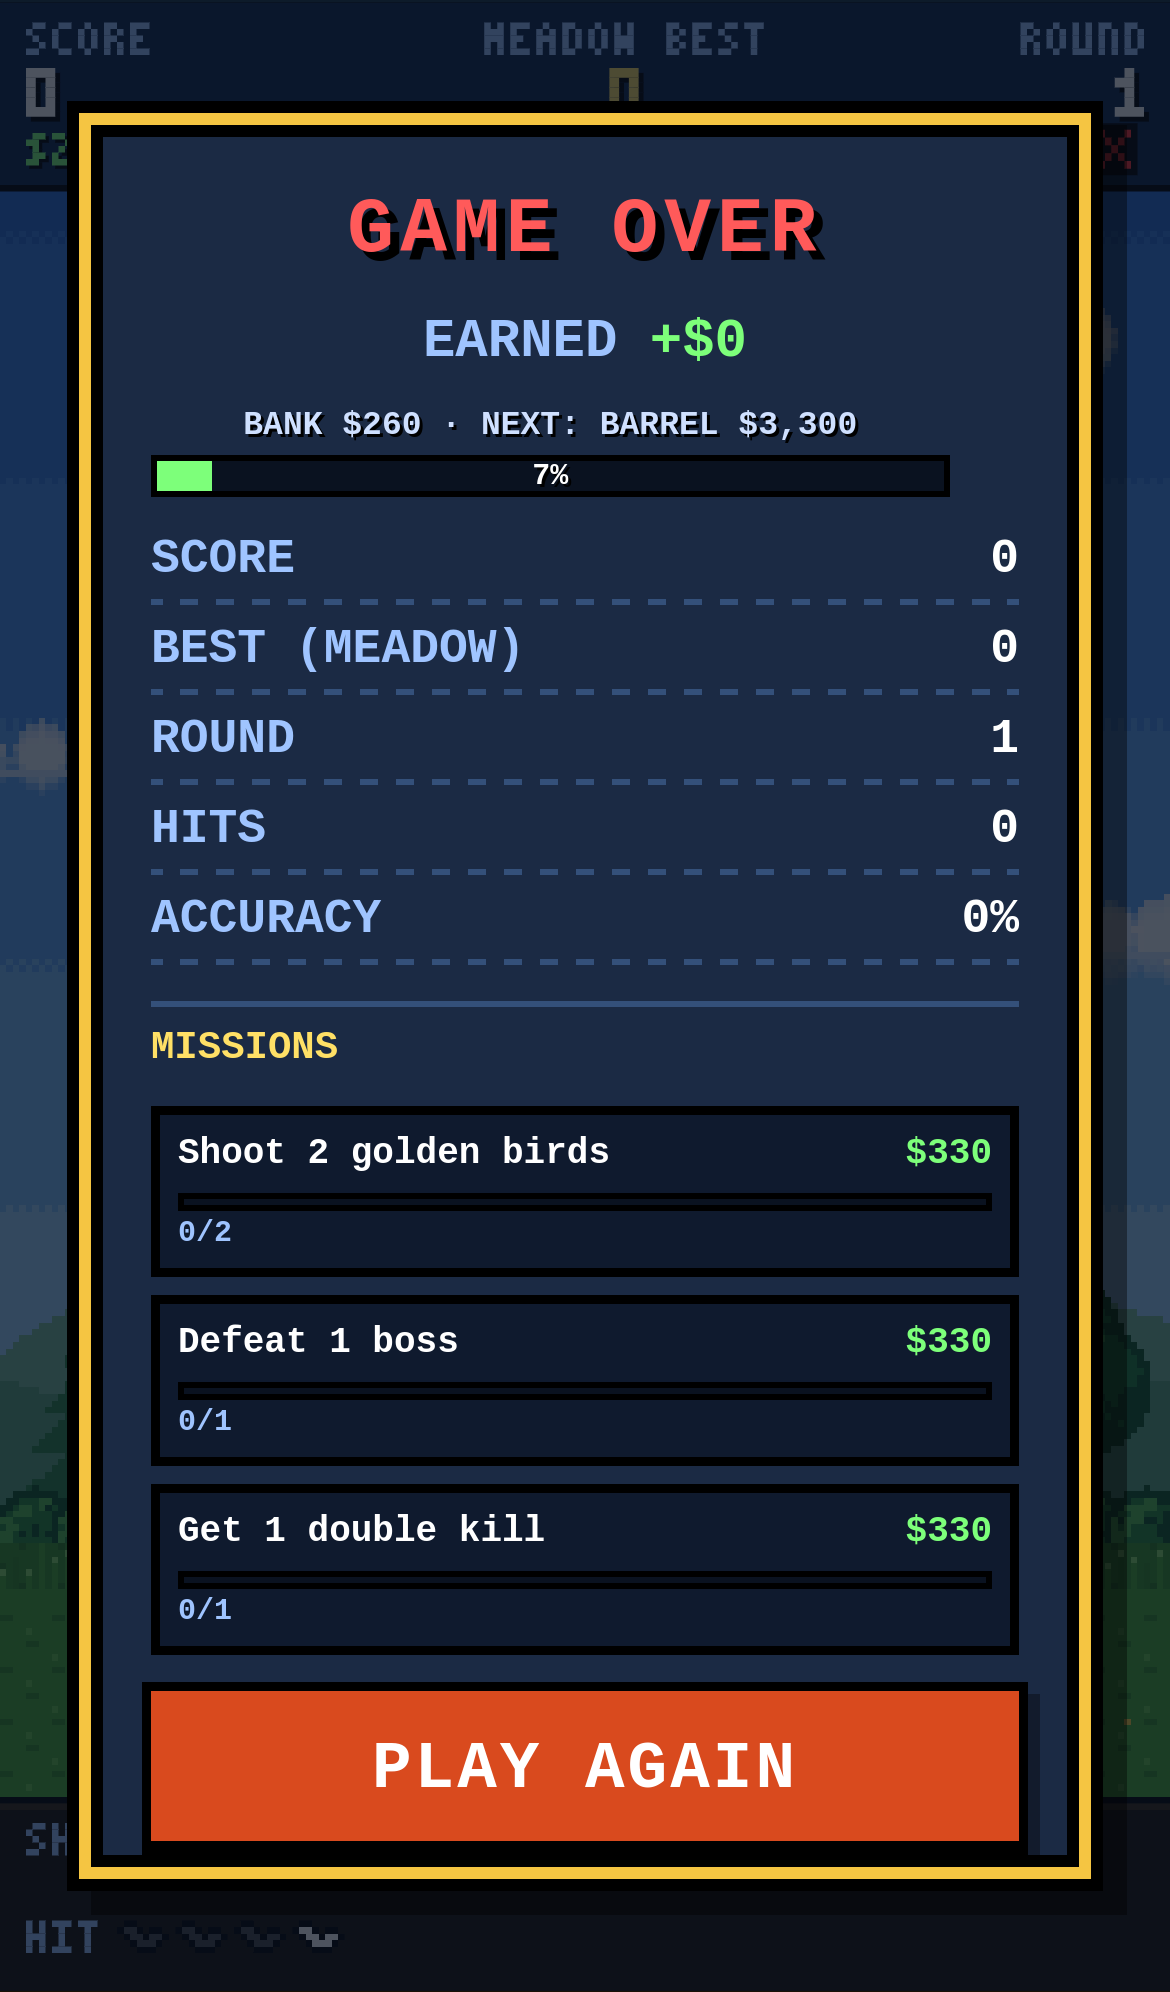 SCORE MEADOW BEST ROUND
0 0 1
GAME OVER
EARNED +$0
BANK $260 · NEXT: BARREL $3,300
7%
SCORE 0
BEST (MEADOW) 0
ROUND 1
HITS 0
ACCURACY 0%
MISSIONS
Shoot 2 golden birds $330
0/2
Defeat 1 boss $330
0/1
Get 1 double kill $330
0/1
PLAY AGAIN
HIT